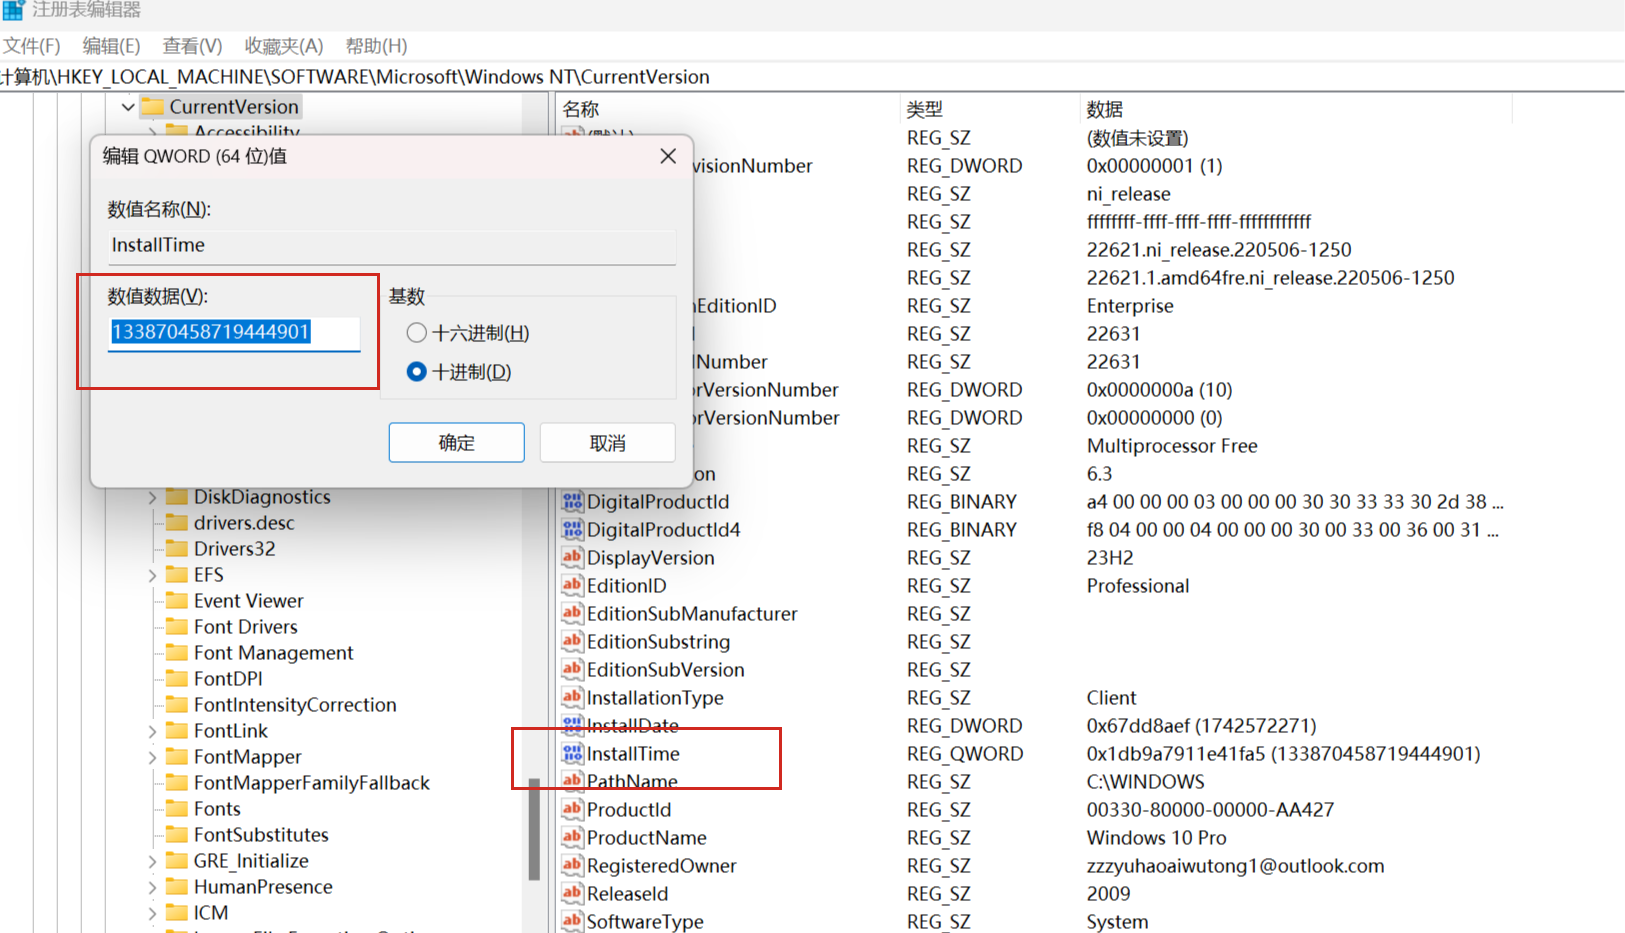 注册表编辑器
文件(F) 编辑(E) 查看(V) 收藏夹(A) 帮助(H)
计算机\HKEY_LOCAL_MACHINE\SOFTWARE\Microsoft\Windows NT\CurrentVersion
CurrentVersion
Accessibility
编辑 QWORD (64 位)值
数值名称(N):
InstallTime
数值数据(V):
133870458719444901
基数
十六进制(H)
十进制(D)
确定
取消
DiskDiagnostics
drivers.desc
Drivers32
EFS
Event Viewer
Font Drivers
Font Management
FontDPI
FontIntensityCorrection
FontLink
FontMapper
FontMapperFamilyFallback
Fonts
FontSubstitutes
GRE_Initialize
HumanPresence
ICM
名称 类型 数据
(默认) REG_SZ (数值未设置)
visionNumber REG_DWORD 0x00000001 (1)
REG_SZ ni_release
REG_SZ ffffffff-ffff-ffff-ffff-ffffffffffff
REG_SZ 22621.ni_release.220506-1250
REG_SZ 22621.1.amd64fre.ni_release.220506-1250
EditionID REG_SZ Enterprise
REG_SZ 22631
Number REG_SZ 22631
rVersionNumber REG_DWORD 0x0000000a (10)
rVersionNumber REG_DWORD 0x00000000 (0)
REG_SZ Multiprocessor Free
on REG_SZ 6.3
DigitalProductId REG_BINARY a4 00 00 00 03 00 00 00 30 30 33 33 30 2d 38 ...
DigitalProductId4 REG_BINARY f8 04 00 00 04 00 00 00 30 00 33 00 36 00 31 ...
DisplayVersion REG_SZ 23H2
EditionID REG_SZ Professional
EditionSubManufacturer REG_SZ
EditionSubstring REG_SZ
EditionSubVersion REG_SZ
InstallationType REG_SZ Client
InstallDate REG_DWORD 0x67dd8aef (1742572271)
InstallTime REG_QWORD 0x1db9a7911e41fa5 (133870458719444901)
PathName REG_SZ C:\WINDOWS
ProductId REG_SZ 00330-80000-00000-AA427
ProductName REG_SZ Windows 10 Pro
RegisteredOwner REG_SZ zzzyuhaoaiwutong1@outlook.com
ReleaseId REG_SZ 2009
SoftwareType REG_SZ System